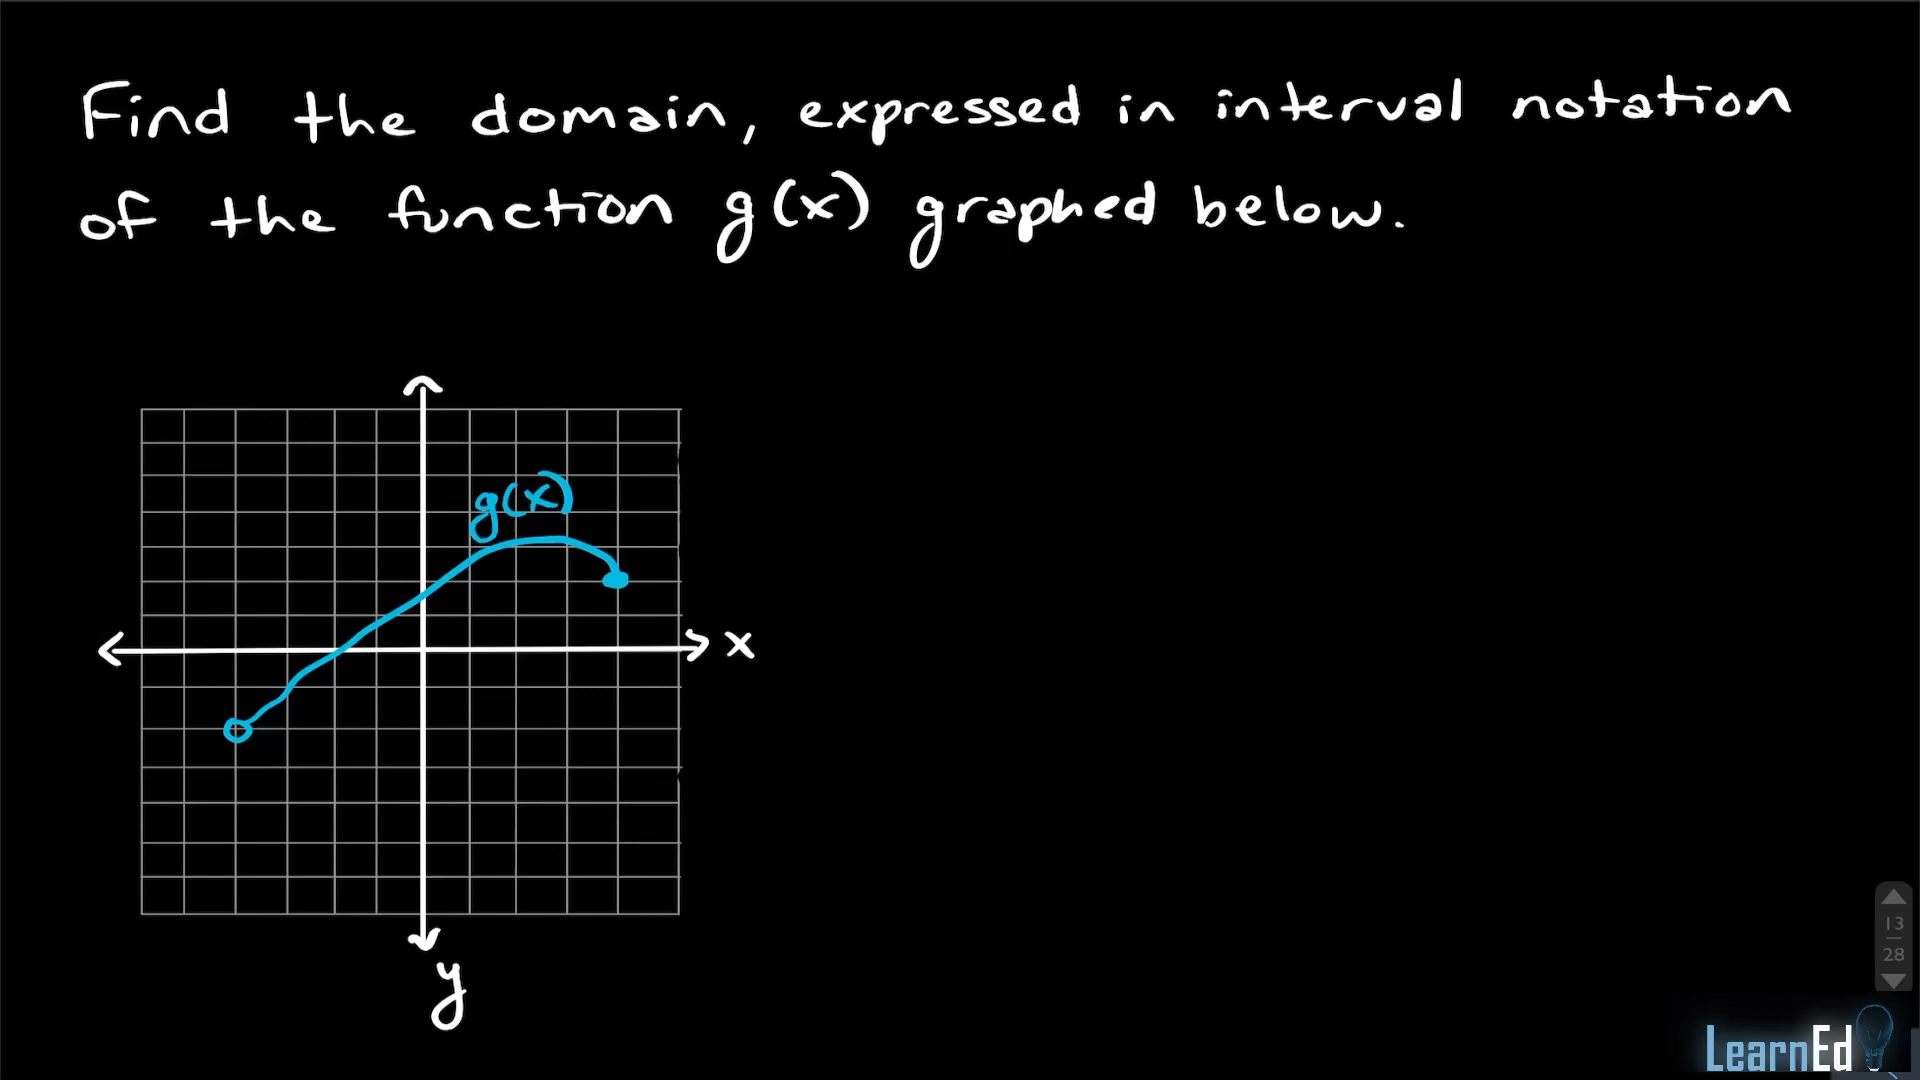 Find the domain, expressed in interval notation
of the function g(x) graphed below.
g(x)
x
y
13
28
LearnEd